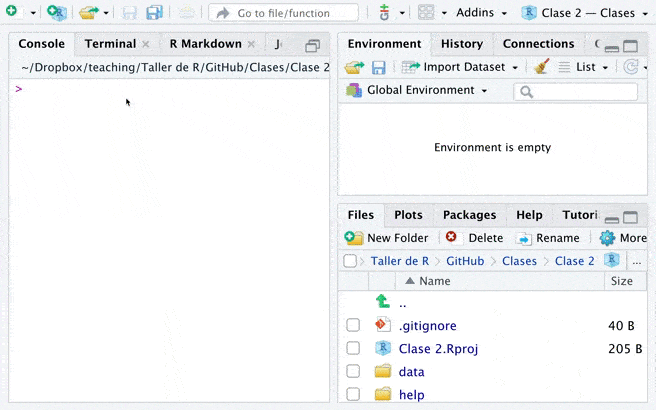 Go to file/function
Addins
Clase 2 — Clases
Console
Terminal
R Markdown
~/Dropbox/teaching/Taller de R/GitHub/Clases/Clase 2
>
Environment
History
Connections
Import Dataset
List
Global Environment
Environment is empty
Files
Plots
Packages
Help
Tutori
New Folder
Delete
Rename
More
Taller de R
GitHub
Clases
Clase 2
...
Name
Size
..
.gitignore
40 B
Clase 2.Rproj
205 B
data
help